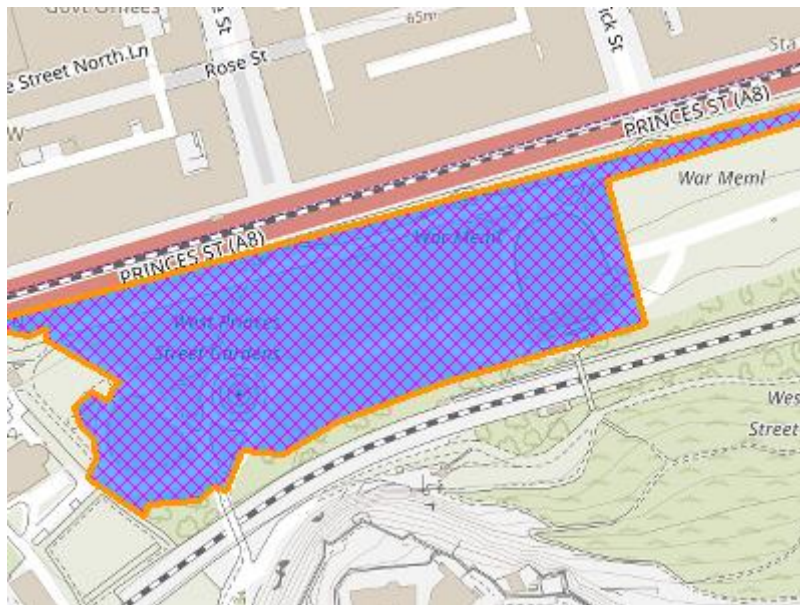 Govt Offices
65m
a St
ick St
e Street North Ln
Rose St
Sta
W
PRINCES ST (A8)
War Meml
y
War Meml
PRINCES ST (A8)
West Princes
Street Gardens
Wes
Street